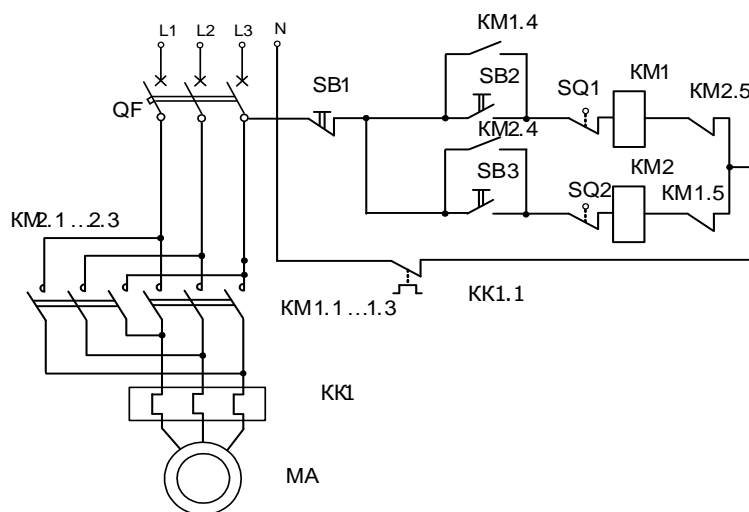 L1 L2 L3 N
KM1.4
SB1
SB2
SQ1
KM1
KM2.5
QF
KM2.4
SB3
SQ2
KM2
KM1.5
KM2.1 ...2.3
KM1.1 ...1.3
KK1.1
KK1
MA